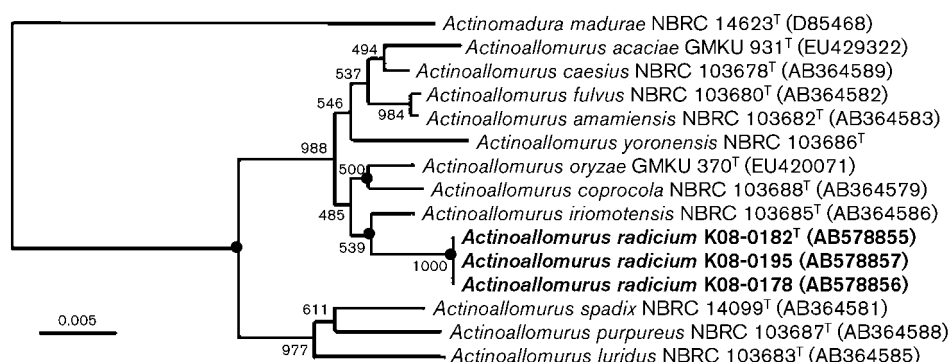 Actinomadura madurae NBRC 14623T (D85468)
494 Actinoallomurus acaciae GMKU 931T (EU429322)
537 Actinoallomurus caesius NBRC 103678T (AB364589)
Actinoallomurus fulvus NBRC 103680T (AB364582)
546 984 Actinoallomurus amamiensis NBRC 103682T (AB364583)
988 Actinoallomurus yoronensis NBRC 103686T
500 Actinoallomurus oryzae GMKU 370T (EU420071)
Actinoallomurus coprocola NBRC 103688T (AB364579)
485 Actinoallomurus iriomotensis NBRC 103685T (AB364586)
539 Actinoallomurus radicium K08-0182T (AB578855)
1000 Actinoallomurus radicium K08-0195 (AB578857)
Actinoallomurus radicium K08-0178 (AB578856)
611 Actinoallomurus spadix NBRC 14099T (AB364581)
0.005 Actinoallomurus purpureus NBRC 103687T (AB364588)
977 Actinoallomurus luridus NBRC 103683T (AB364585)